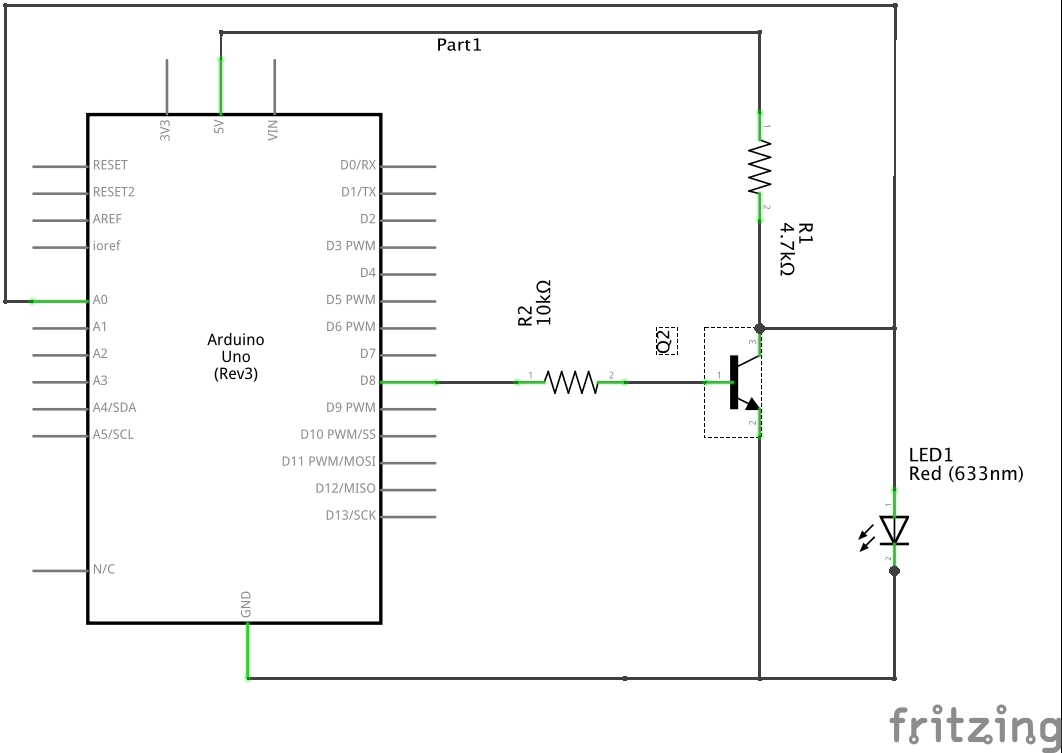 Part1
3V3
5V
VIN
RESET
RESET2
AREF
ioref
A0
A1
A2
A3
A4/SDA
A5/SCL
N/C
Arduino
Uno
(Rev3)
D0/RX
D1/TX
D2
D3 PWM
D4
D5 PWM
D6 PWM
D7
D8
D9 PWM
D10 PWM/SS
D11 PWM/MOSI
D12/MISO
D13/SCK
GND
R2
10kΩ
1
2
Q2
1
3
2
1
2
R1
4.7kΩ
LED1
Red (633nm)
1
2
fritzing